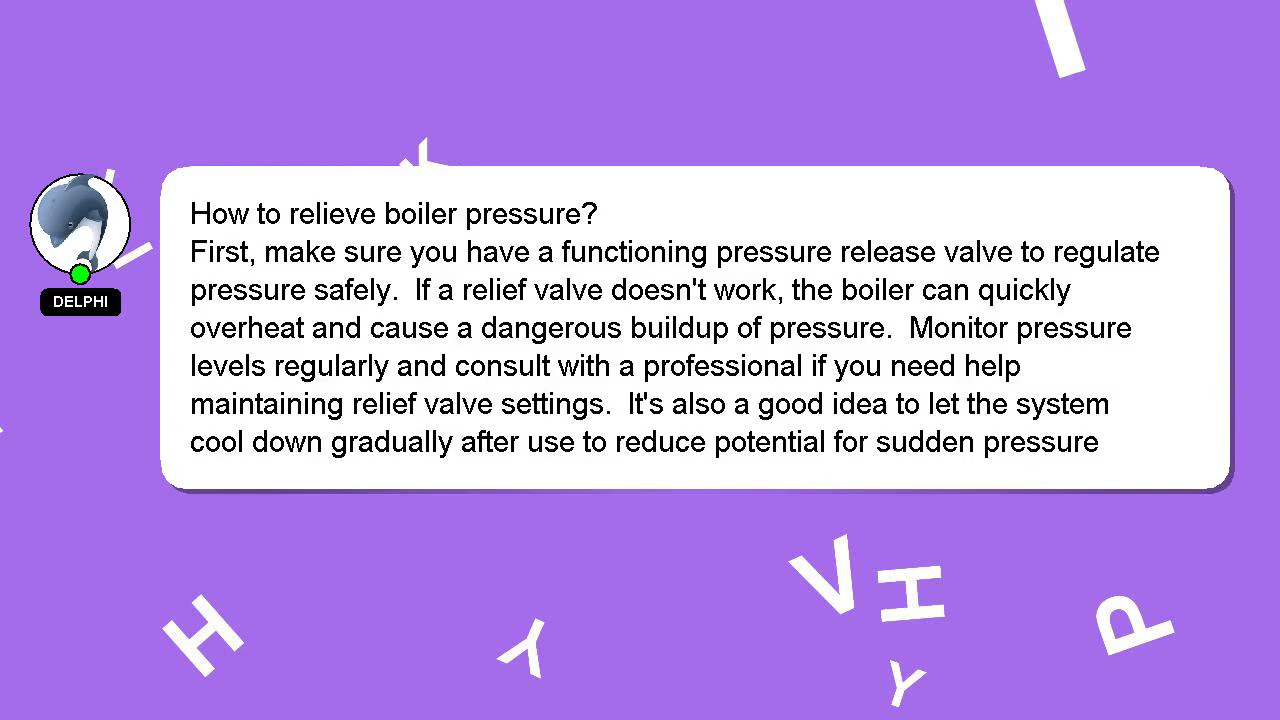 How to relieve boiler pressure?
First, make sure you have a functioning pressure release valve to regulate
pressure safely.  If a relief valve doesn't work, the boiler can quickly
overheat and cause a dangerous buildup of pressure.  Monitor pressure
levels regularly and consult with a professional if you need help
maintaining relief valve settings.  It's also a good idea to let the system
cool down gradually after use to reduce potential for sudden pressure
DELPHI
V
H
P
H
Y
Y